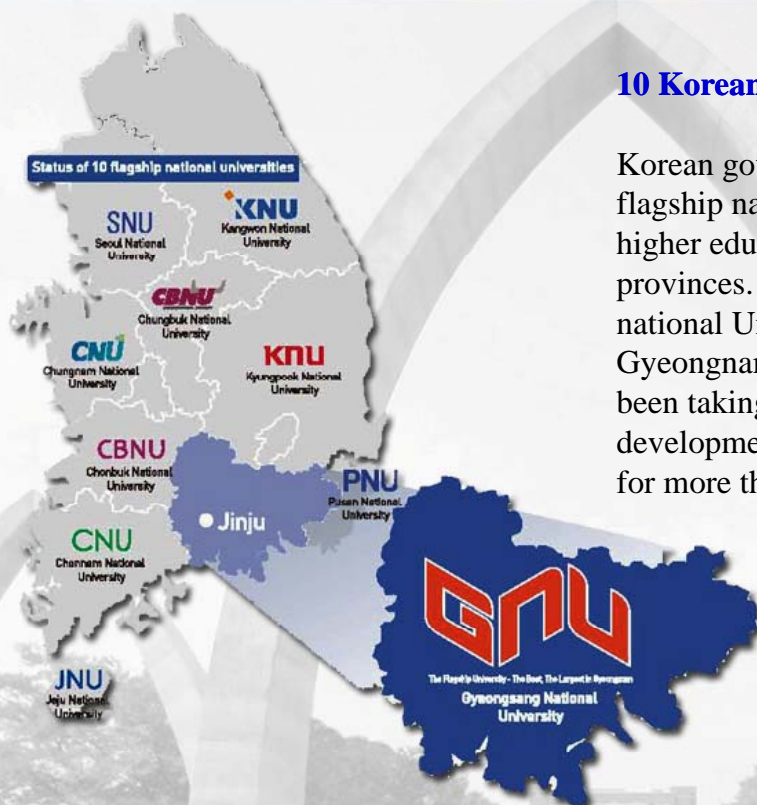 10 Korean
Korean gov
flagship na
higher edu
provinces.
national Un
Gyeongnam
been taking
developme
for more th
Status of 10 flagship national universities
SNU
Seoul National
University
KNU
Kangwon National
University
CBNU
Chungbuk National
University
CNU
Chungnam National
University
KNU
Kyungpook National
University
CBNU
Chonbuk National
University
PNU
Pusan National
University
Jinju
CNU
Chonnam National
University
JNU
Jeju National
University
GNU
The Flagship University - The Best, The Largest in Gyeongnam
Gyeongsang National
University